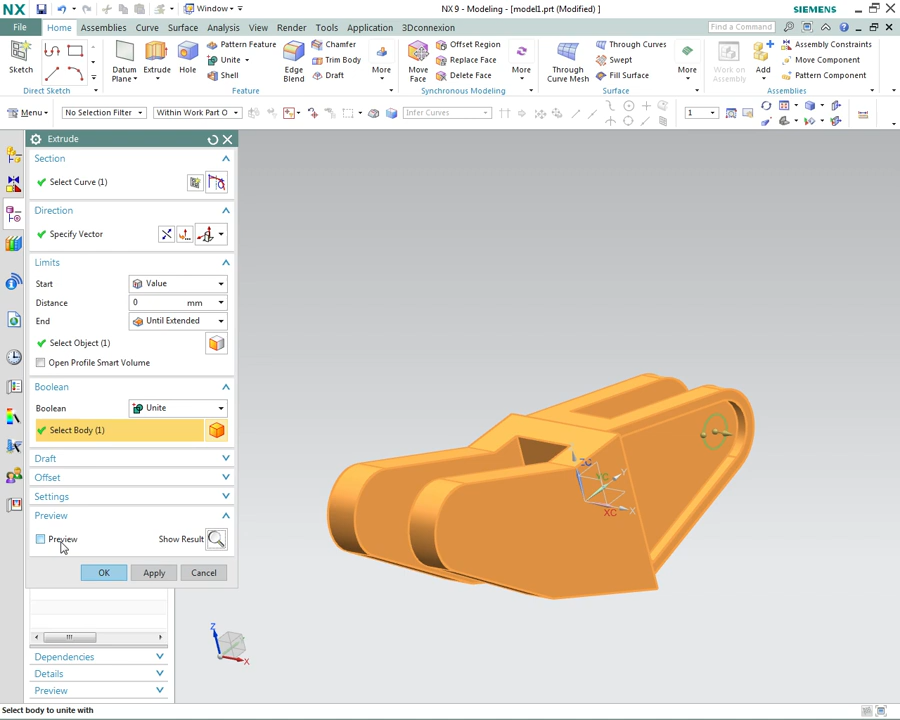 NX
Window
NX 9 - Modeling - [model1.prt (Modified) ]
SIEMENS
File
Home
Assemblies
Curve
Surface
Analysis
View
Render
Tools
Application
3Dconnexion
Find a Command
Sketch
Direct Sketch
Datum Plane
Extrude
Hole
Pattern Feature
Unite
Shell
Edge Blend
Chamfer
Trim Body
Draft
More
Feature
Move Face
Offset Region
Replace Face
Delete Face
More
Synchronous Modeling
Through Curve Mesh
Through Curves
Swept
Fill Surface
More
Surface
Work on Assembly
Add
Assembly Constraints
Move Component
Pattern Component
Assemblies
Menu
No Selection Filter
Within Work Part O
Infer Curves
1
Extrude
Section
Select Curve (1)
Direction
Specify Vector
Limits
Start
Value
Distance
0 mm
End
Until Extended
Select Object (1)
Open Profile Smart Volume
Boolean
Boolean
Unite
Select Body (1)
Draft
Offset
Settings
Preview
Preview
Show Result
OK
Apply
Cancel
Dependencies
Details
Preview
ZC
YC
Y
XC
X
Z
X
Select body to unite with